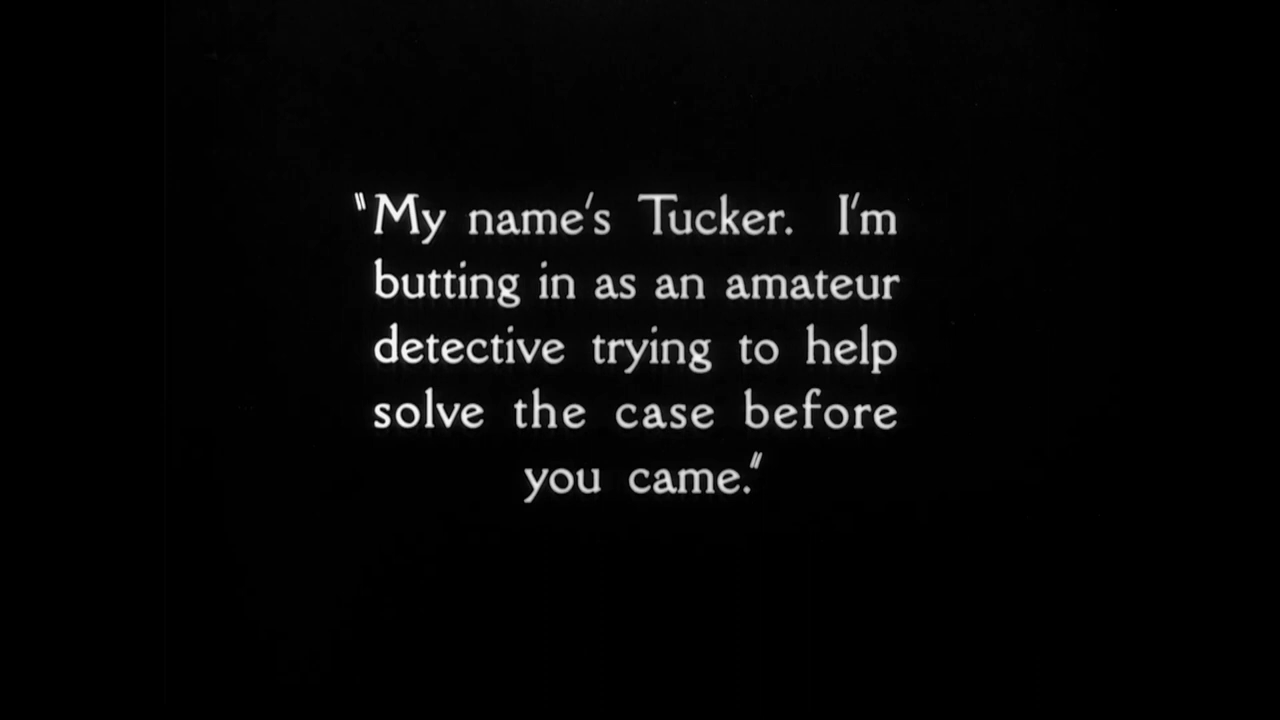 "My name's Tucker. I'm
butting in as an amateur
detective trying to help
solve the case before
you came."